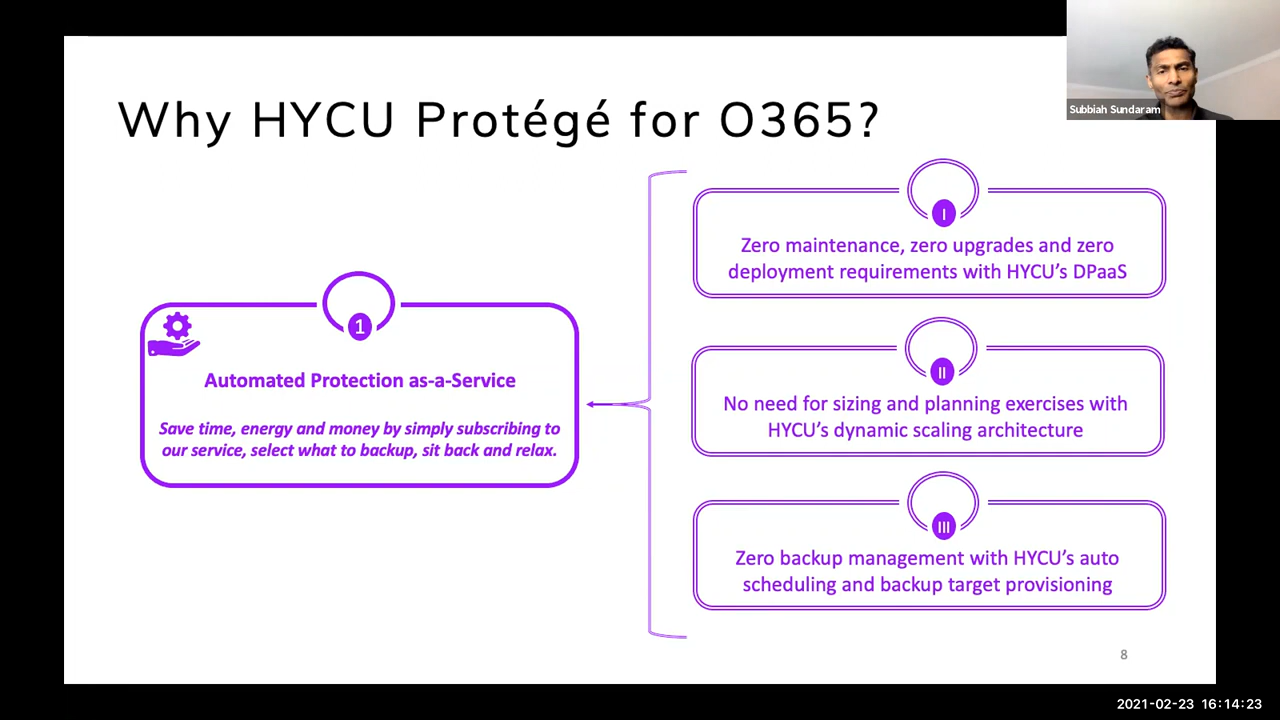 Subbiah Sundaram
Why HYCU Protégé for O365?
1
Automated Protection as-a-Service
Save time, energy and money by simply subscribing to
our service, select what to backup, sit back and relax.
I
Zero maintenance, zero upgrades and zero
deployment requirements with HYCU’s DPaaS
II
No need for sizing and planning exercises with
HYCU’s dynamic scaling architecture
III
Zero backup management with HYCU’s auto
scheduling and backup target provisioning
8
2021-02-23 16:14:23